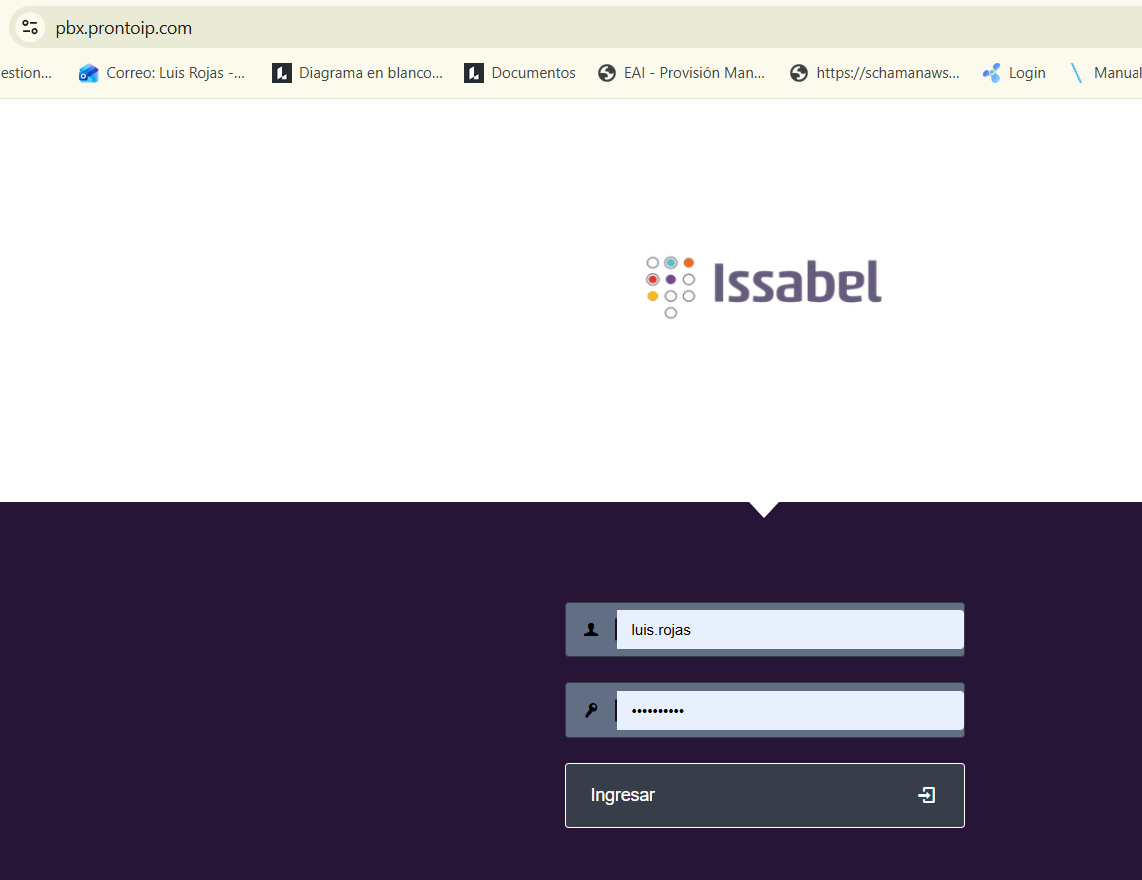 pbx.prontoip.com
estion... Correo: Luis Rojas -... Diagrama en blanco... Documentos EAI - Provisión Man... https://schamanaws... Login Manual
Issabel
luis.rojas
••••••••••
Ingresar